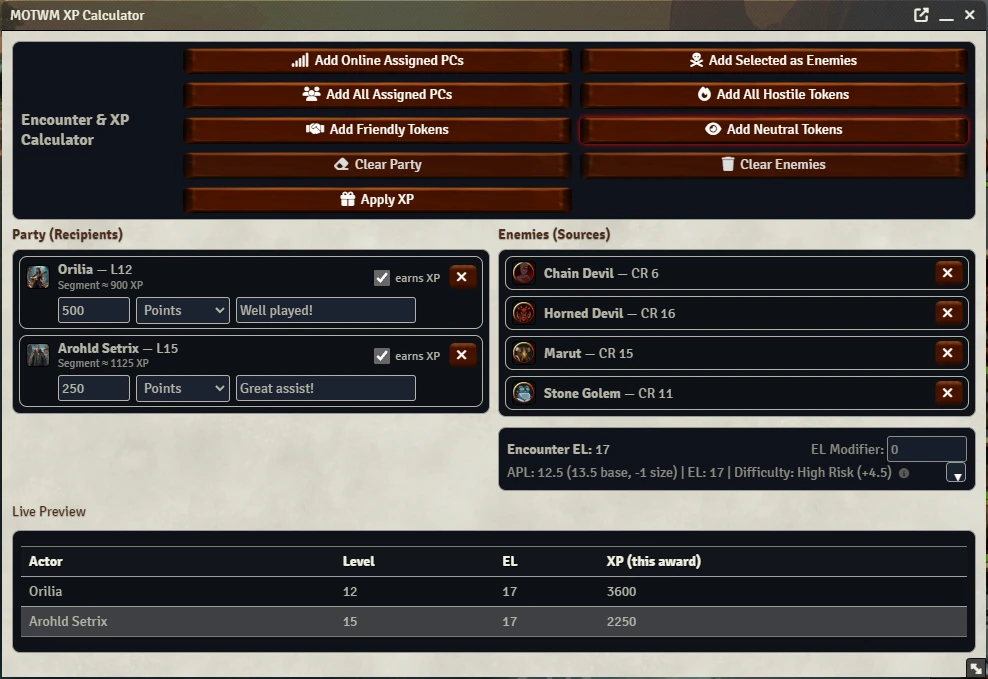 MOTWM XP Calculator
Encounter & XP
Calculator
Add Online Assigned PCs
Add Selected as Enemies
Add All Assigned PCs
Add All Hostile Tokens
Add Friendly Tokens
Add Neutral Tokens
Clear Party
Clear Enemies
Apply XP
Party (Recipients)
Orilia — L12
Segment ≈ 900 XP
earns XP
500
Points
Well played!
Arohld Setrix — L15
Segment ≈ 1125 XP
earns XP
250
Points
Great assist!
Enemies (Sources)
Chain Devil — CR 6
Horned Devil — CR 16
Marut — CR 15
Stone Golem — CR 11
Encounter EL: 17
EL Modifier: 0
APL: 12.5 (13.5 base, -1 size) | EL: 17 | Difficulty: High Risk (+4.5)
Live Preview
Actor Level EL XP (this award)
Orilia 12 17 3600
Arohld Setrix 15 17 2250